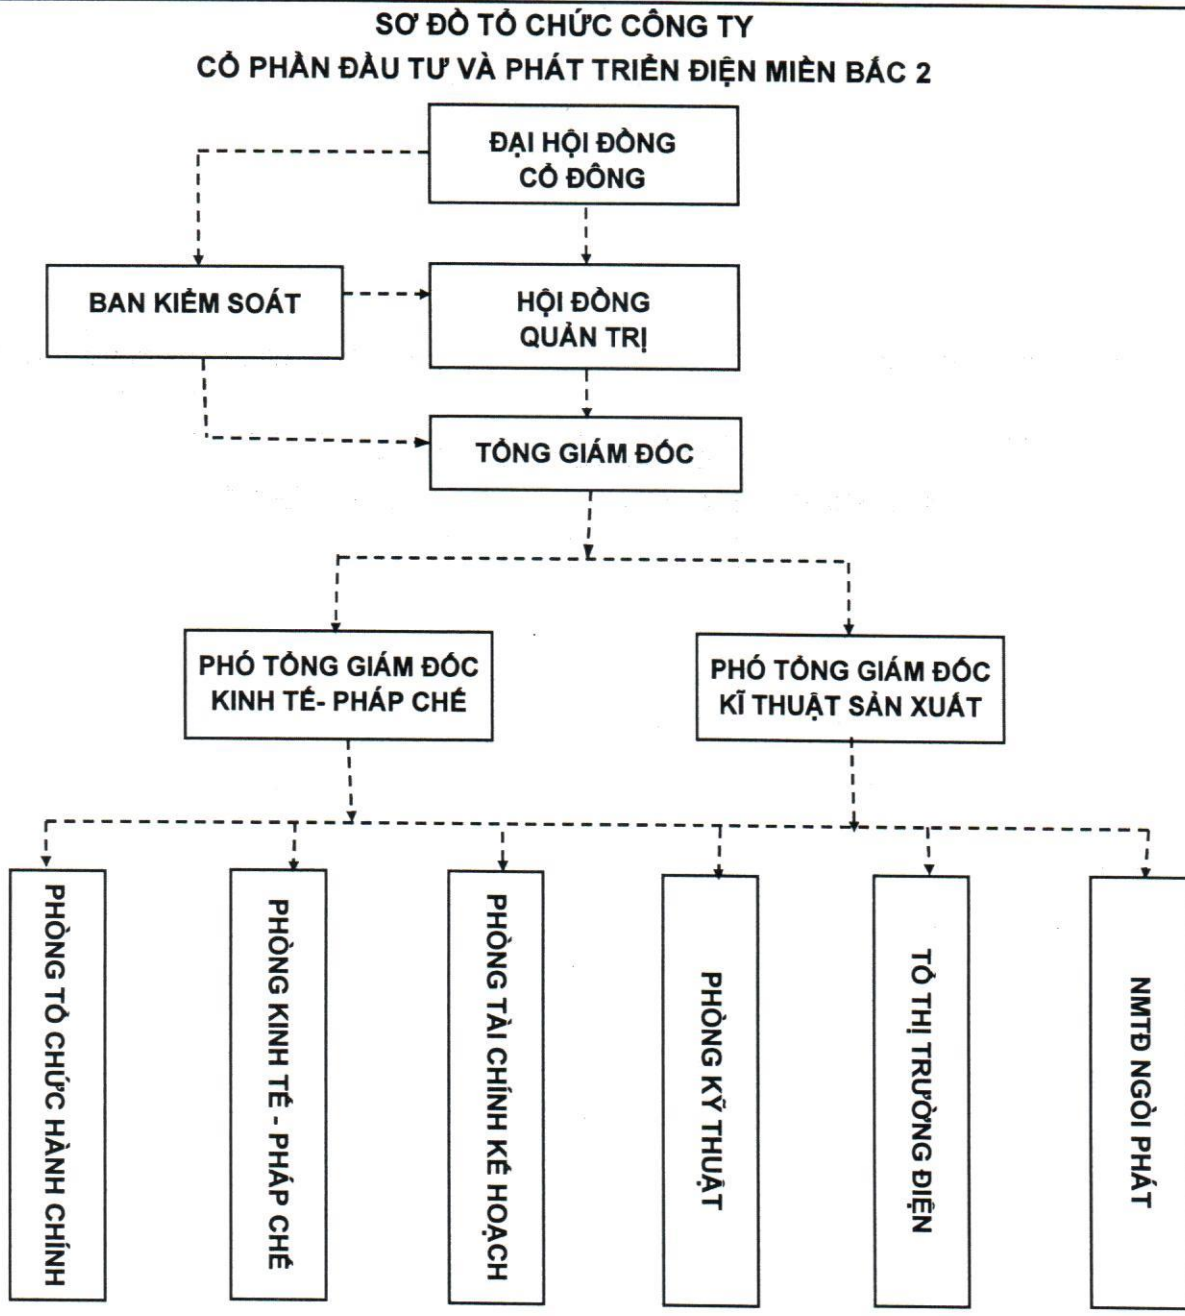 SƠ ĐỒ TỔ CHỨC CÔNG TY
CỔ PHẦN ĐẦU TƯ VÀ PHÁT TRIỂN ĐIỆN MIỀN BẮC 2
ĐẠI HỘI ĐỒNG
CỔ ĐÔNG
BAN KIỂM SOÁT
HỘI ĐỒNG
QUẢN TRỊ
TỔNG GIÁM ĐỐC
PHÓ TỔNG GIÁM ĐỐC
KINH TẾ- PHÁP CHẾ
PHÓ TỔNG GIÁM ĐỐC
KĨ THUẬT SẢN XUẤT
PHÒNG TỔ CHỨC HÀNH CHÍNH
PHÒNG KINH TẾ - PHÁP CHẾ
PHÒNG TÀI CHÍNH KẾ HOẠCH
PHÒNG KỸ THUẬT
TỔ THỊ TRƯỜNG ĐIỆN
NMTĐ NGÒI PHÁT